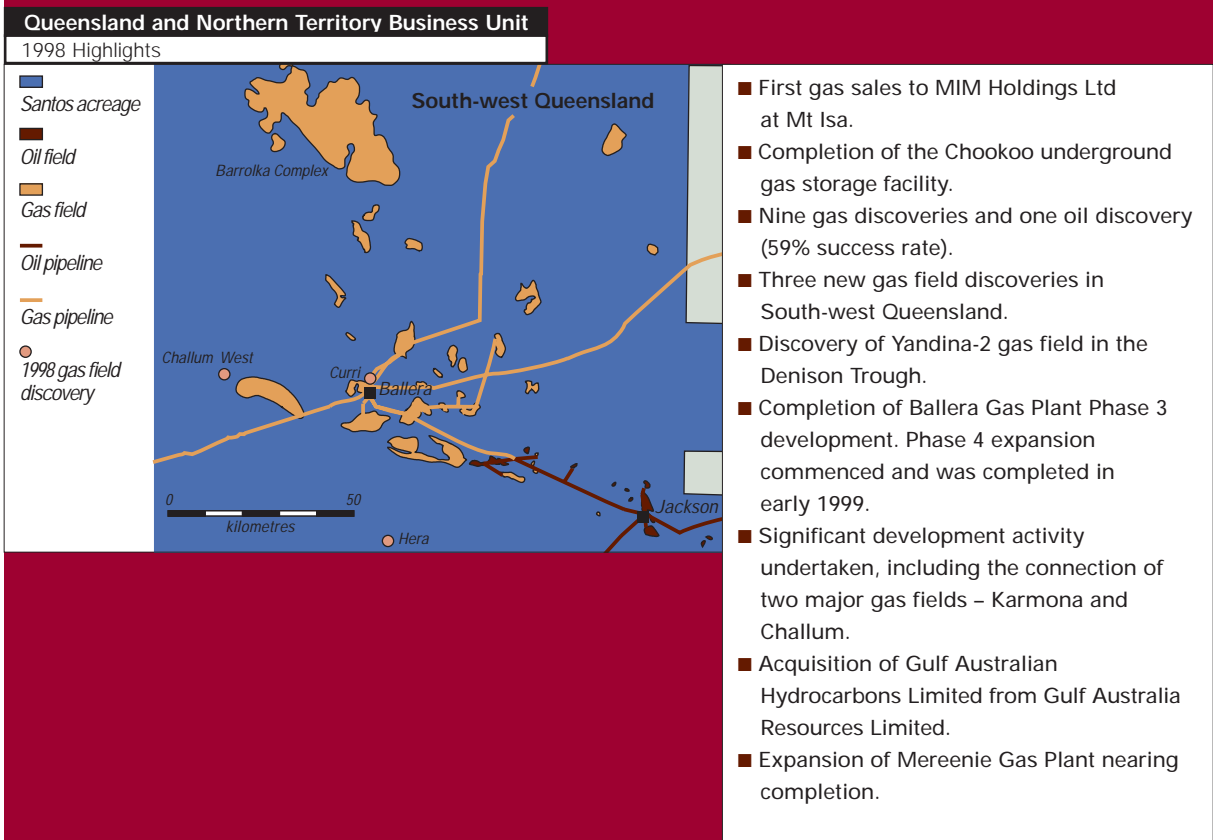 Queensland and Northern Territory Business Unit
1998 Highlights
Santos acreage
Oil field
Gas field
Oil pipeline
Gas pipeline
1998 gas field
discovery
South-west Queensland
Barrolka Complex
Challum West
Curri
Ballera
0 50
kilometres
Jackson
Hera
■ First gas sales to MIM Holdings Ltd
at Mt Isa.
■ Completion of the Chookoo underground
gas storage facility.
■ Nine gas discoveries and one oil discovery
(59% success rate).
■ Three new gas field discoveries in
South-west Queensland.
■ Discovery of Yandina-2 gas field in the
Denison Trough.
■ Completion of Ballera Gas Plant Phase 3
development. Phase 4 expansion
commenced and was completed in
early 1999.
■ Significant development activity
undertaken, including the connection of
two major gas fields – Karmona and
Challum.
■ Acquisition of Gulf Australian
Hydrocarbons Limited from Gulf Australia
Resources Limited.
■ Expansion of Mereenie Gas Plant nearing
completion.